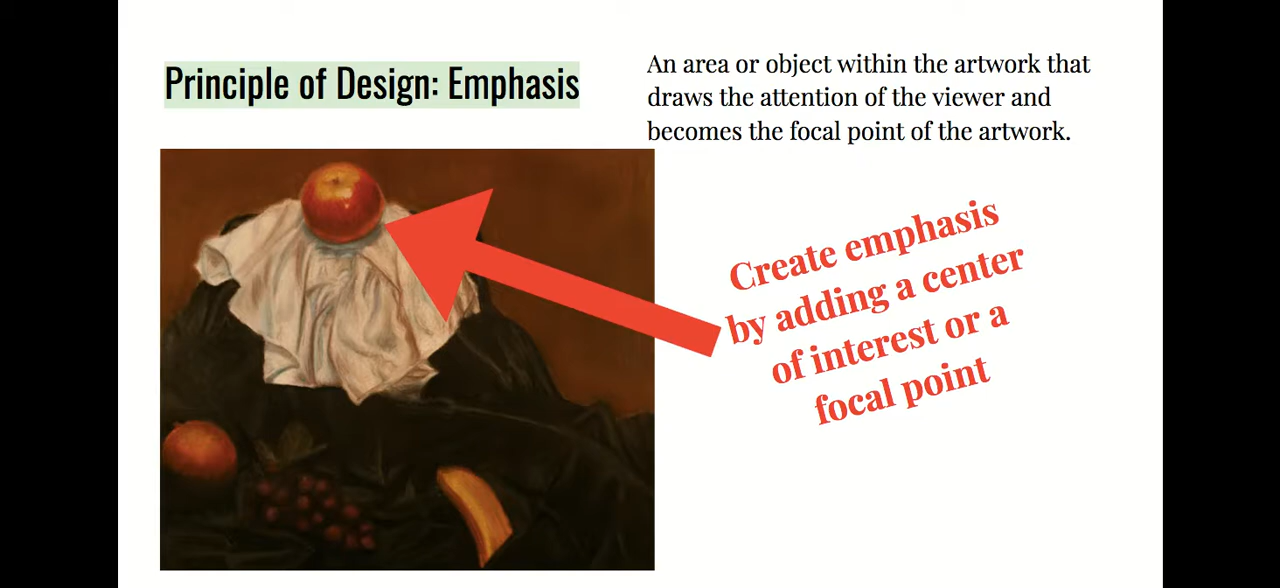 Principle of Design: Emphasis
An area or object within the artwork that
draws the attention of the viewer and
becomes the focal point of the artwork.
Create emphasis
by adding a center
of interest or a
focal point